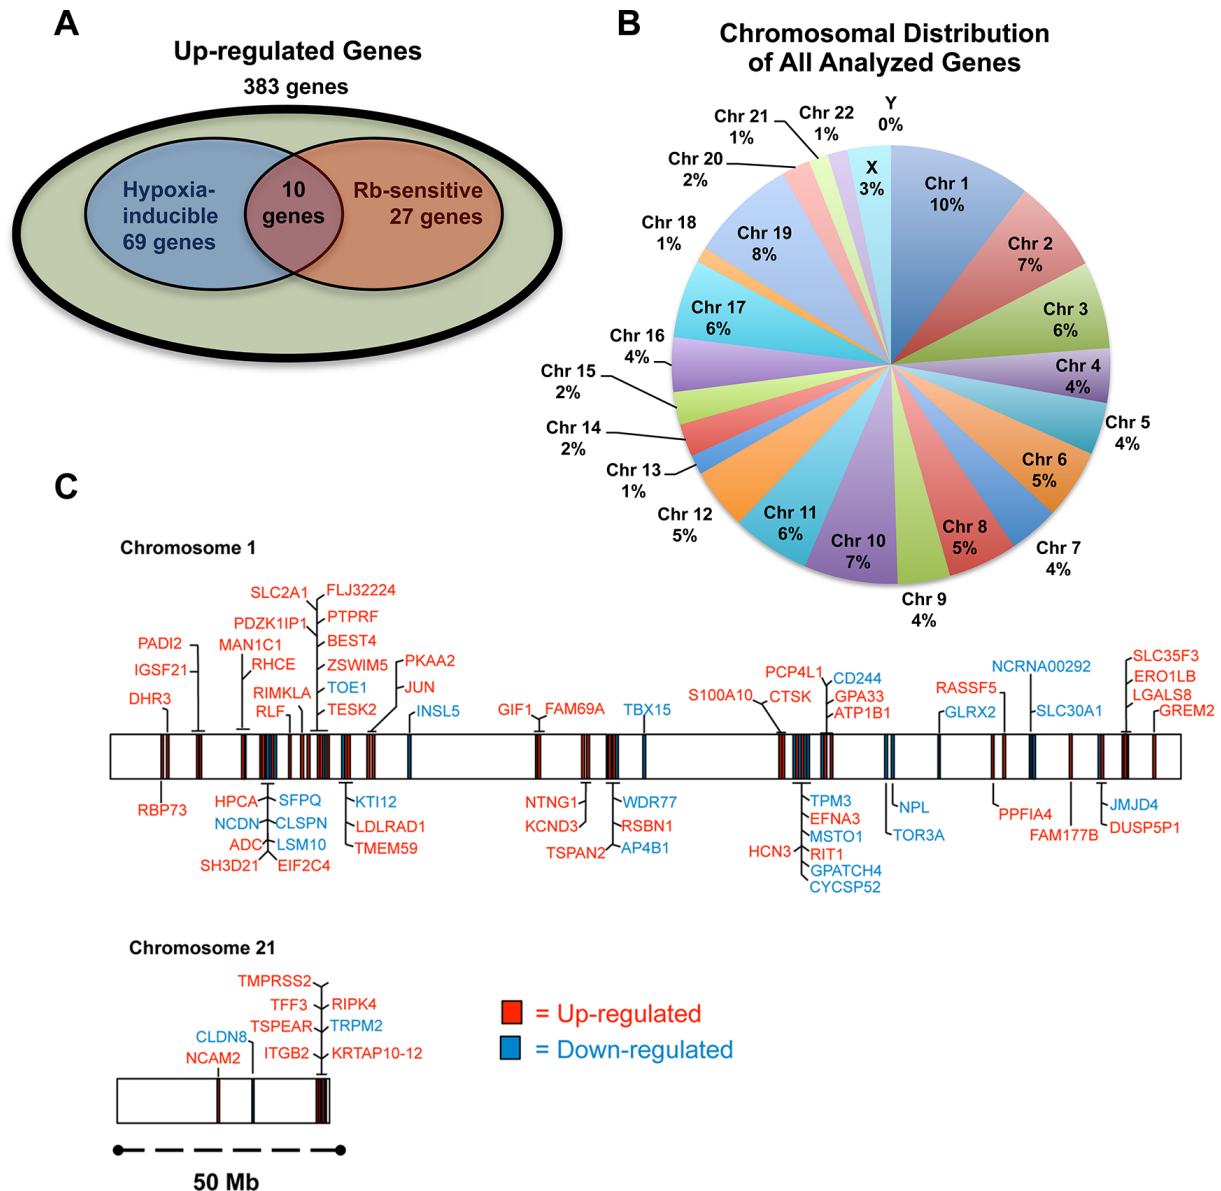 A
Up-regulated Genes
383 genes
Hypoxia-
inducible
69 genes
10
genes
Rb-sensitive
27 genes
B
Chromosomal Distribution
of All Analyzed Genes
Chr 1
10%
Chr 2
7%
Chr 3
6%
Chr 4
4%
Chr 5
4%
Chr 6
5%
Chr 7
4%
Chr 8
5%
Chr 9
4%
Chr 10
7%
Chr 11
6%
Chr 12
5%
Chr 13
1%
Chr 14
2%
Chr 15
2%
Chr 16
4%
Chr 17
6%
Chr 18
1%
Chr 19
8%
Chr 20
2%
Chr 21
1%
Chr 22
1%
X
3%
Y
0%
C
Chromosome 1
PADI2
IGSF21
DHR3
MAN1C1
RHCE
SLC2A1
FLJ32224
PDZK1IP1
PTPRF
BEST4
ZSWIM5
RIMKLA
TOE1
RLF
TESK2
PKAA2
JUN
INSL5
GIF1
FAM69A
TBX15
S100A10
CTSK
PCP4L1
CD244
GPA33
ATP1B1
GLRX2
RASSF5
NCRNA00292
SLC30A1
SLC35F3
ERO1LB
LGALS8
GREM2
RBP73
HPCA
SFPQ
NCDN
CLSPN
ADC
LSM10
SH3D21
EIF2C4
KTI12
LDLRAD1
TMEM59
NTNG1
KCND3
WDR77
RSBN1
TSPAN2
AP4B1
TPM3
EFNA3
MSTO1
HCN3
RIT1
GPATCH4
CYCSP52
NPL
TOR3A
PPFIA4
FAM177B
JMJD4
DUSP5P1
Chromosome 21
TMPRSS2
TFF3
RIPK4
TSPEAR
TRPM2
CLDN8
NCAM2
ITGB2
KRTAP10-12
= Up-regulated
= Down-regulated
50 Mb